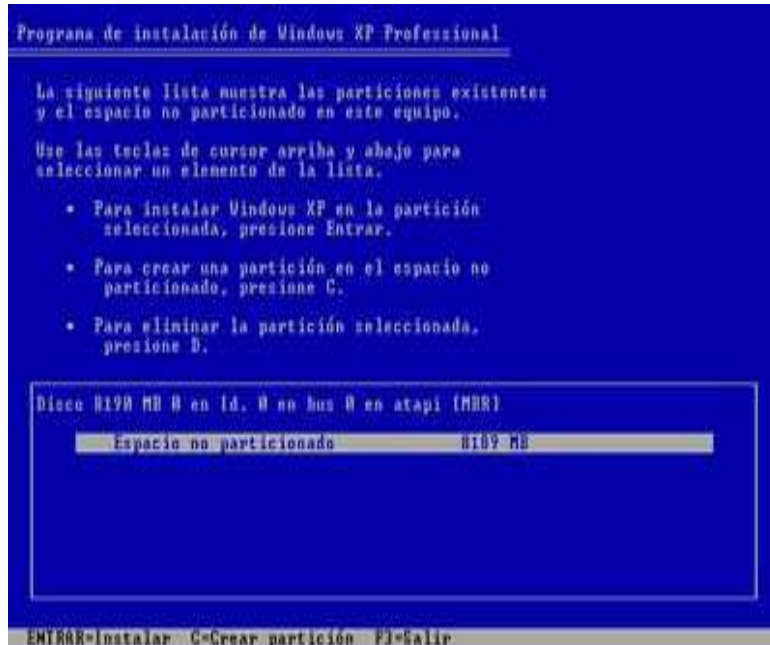 Programa de instalación de Windows XP Professional
La siguiente lista muestra las particiones existentes
y el espacio no particionado en este equipo.
Use las teclas de cursor arriba y abajo para
seleccionar un elemento de la lista.
• Para instalar Windows XP en la partición
seleccionada, presione Entrar.
• Para crear una partición en el espacio no
particionado, presione C.
• Para eliminar la partición seleccionada,
presione D.
Disco 8190 MB 0 en Id. 0 en bus 0 en atapi [MBR]
Espacio no particionado 8189 MB
ENTRAR=Instalar C=Crear partición F3=Salir